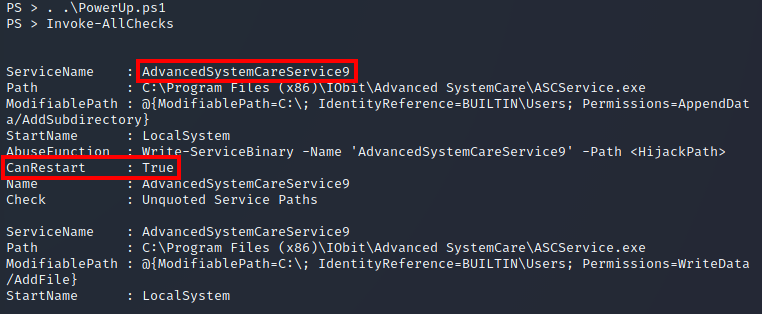 PS > . .\PowerUp.ps1
PS > Invoke-AllChecks
ServiceName : AdvancedSystemCareService9
Path : C:\Program Files (x86)\IObit\Advanced SystemCare\ASCService.exe
ModifiablePath : @{ModifiablePath=C:\; IdentityReference=BUILTIN\Users; Permissions=AppendDat
a/AddSubdirectory}
StartName : LocalSystem
AbuseFunction : Write-ServiceBinary -Name 'AdvancedSystemCareService9' -Path <HijackPath>
CanRestart : True
Name : AdvancedSystemCareService9
Check : Unquoted Service Paths
ServiceName : AdvancedSystemCareService9
Path : C:\Program Files (x86)\IObit\Advanced SystemCare\ASCService.exe
ModifiablePath : @{ModifiablePath=C:\; IdentityReference=BUILTIN\Users; Permissions=WriteData
/AddFile}
StartName : LocalSystem